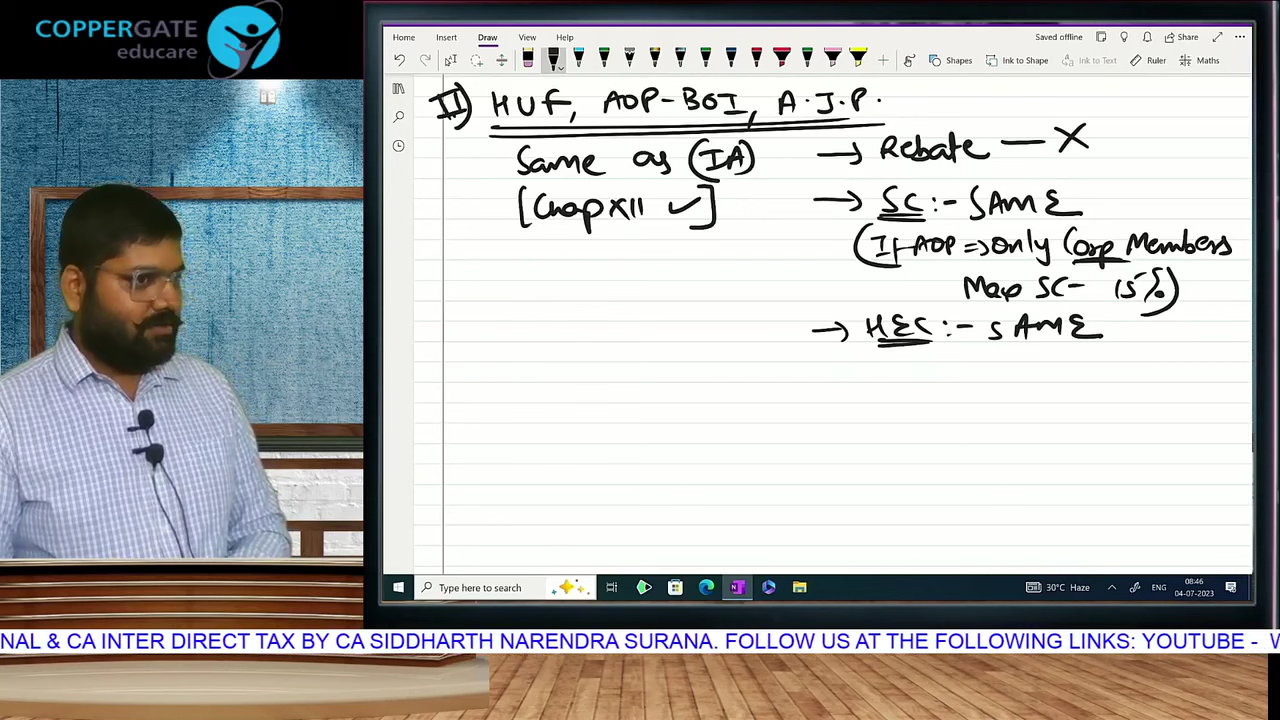 COPPERGATE
educare
Home Insert Draw View Help
Saved offline
Share
Shapes Ink to Shape Ink to Text Ruler Maths
II) HUF, AOP-BOI, A.J.P.
Same as (IA) → Rebate — X
[Chap XII ✓] → SC :- SAME
(If AOP => only Corp Members
Max SC - 15%)
→ HEC :- SAME
Type here to search
30°C Haze ENG 08:46
04-07-2023
NAL & CA INTER DIRECT TAX BY CA SIDDHARTH NARENDRA SURANA. FOLLOW US AT THE FOLLOWING LINKS: YOUTUBE -